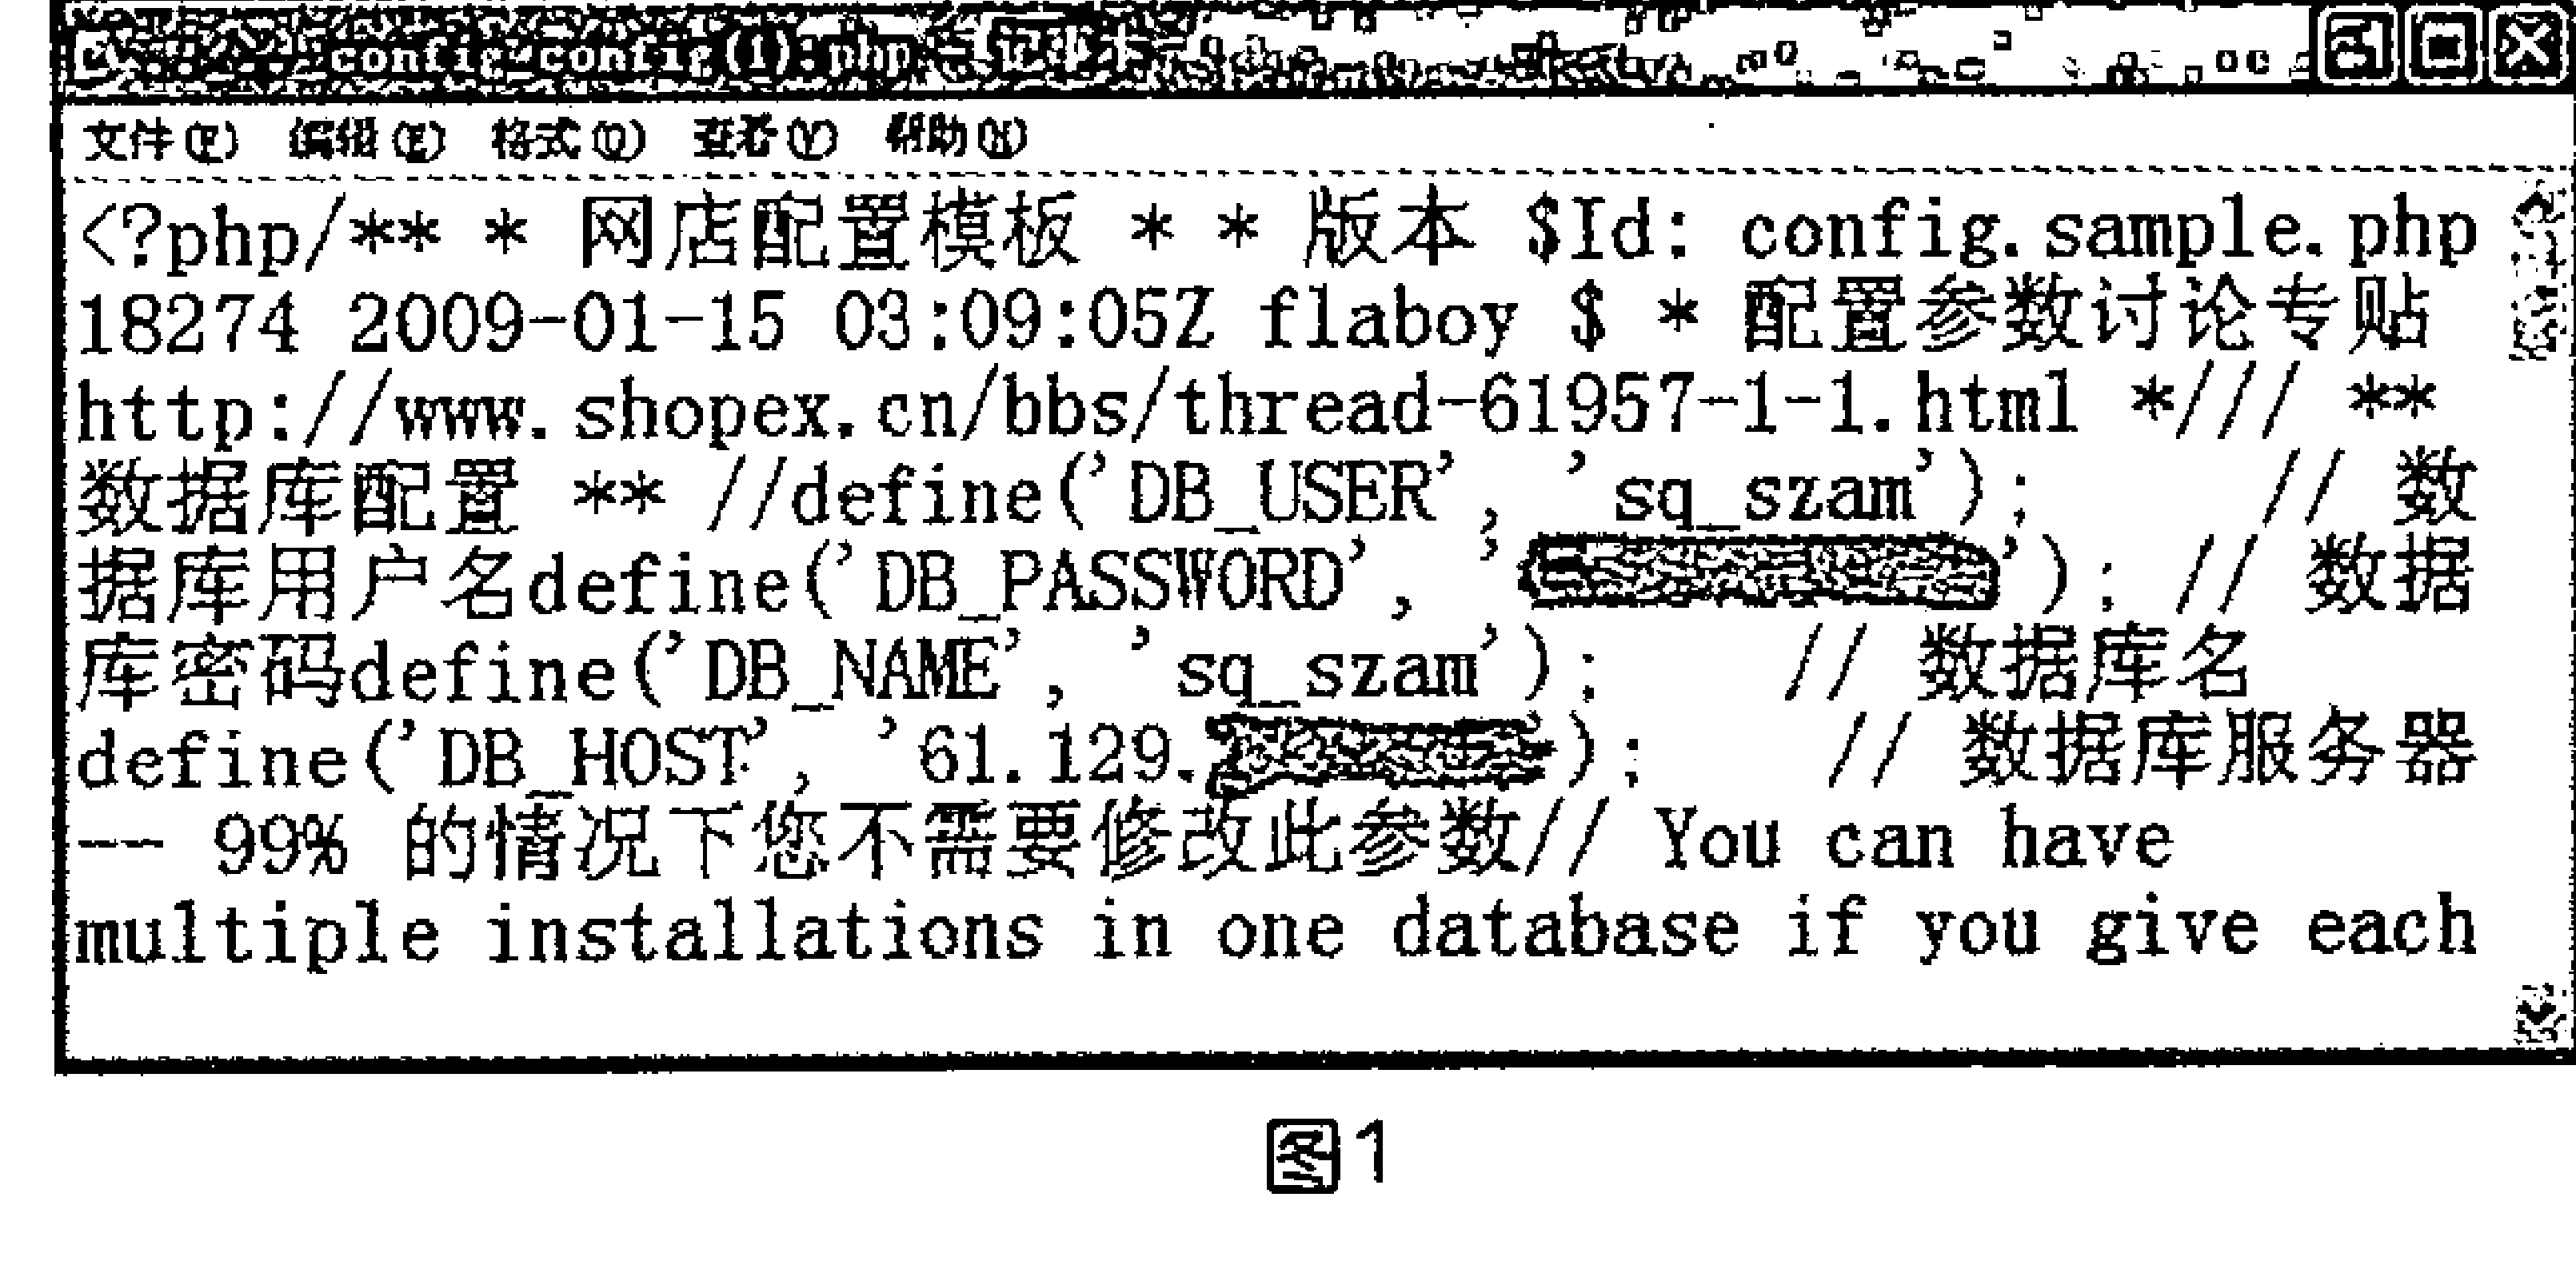 config-config(1).php - 记事本
文件(F) 编辑(E) 格式(O) 查看(V) 帮助(H)
<?php/** * 网店配置模板 * * 版本 $Id: config.sample.php
18274 2009-01-15 03:09:05Z flaboy $ * 配置参数讨论专贴
http://www.shopex.cn/bbs/thread-61957-1-1.html *//// **
数据库配置 ** //define('DB_USER', 'sq_szam'); // 数
据库用户名define('DB_PASSWORD', ' '); // 数据
库密码define('DB_NAME', 'sq_szam'); // 数据库名
define('DB_HOST', '61.129. '); // 数据库服务器
-- 99% 的情况下您不需要修改此参数// You can have
multiple installations in one database if you give each
图1